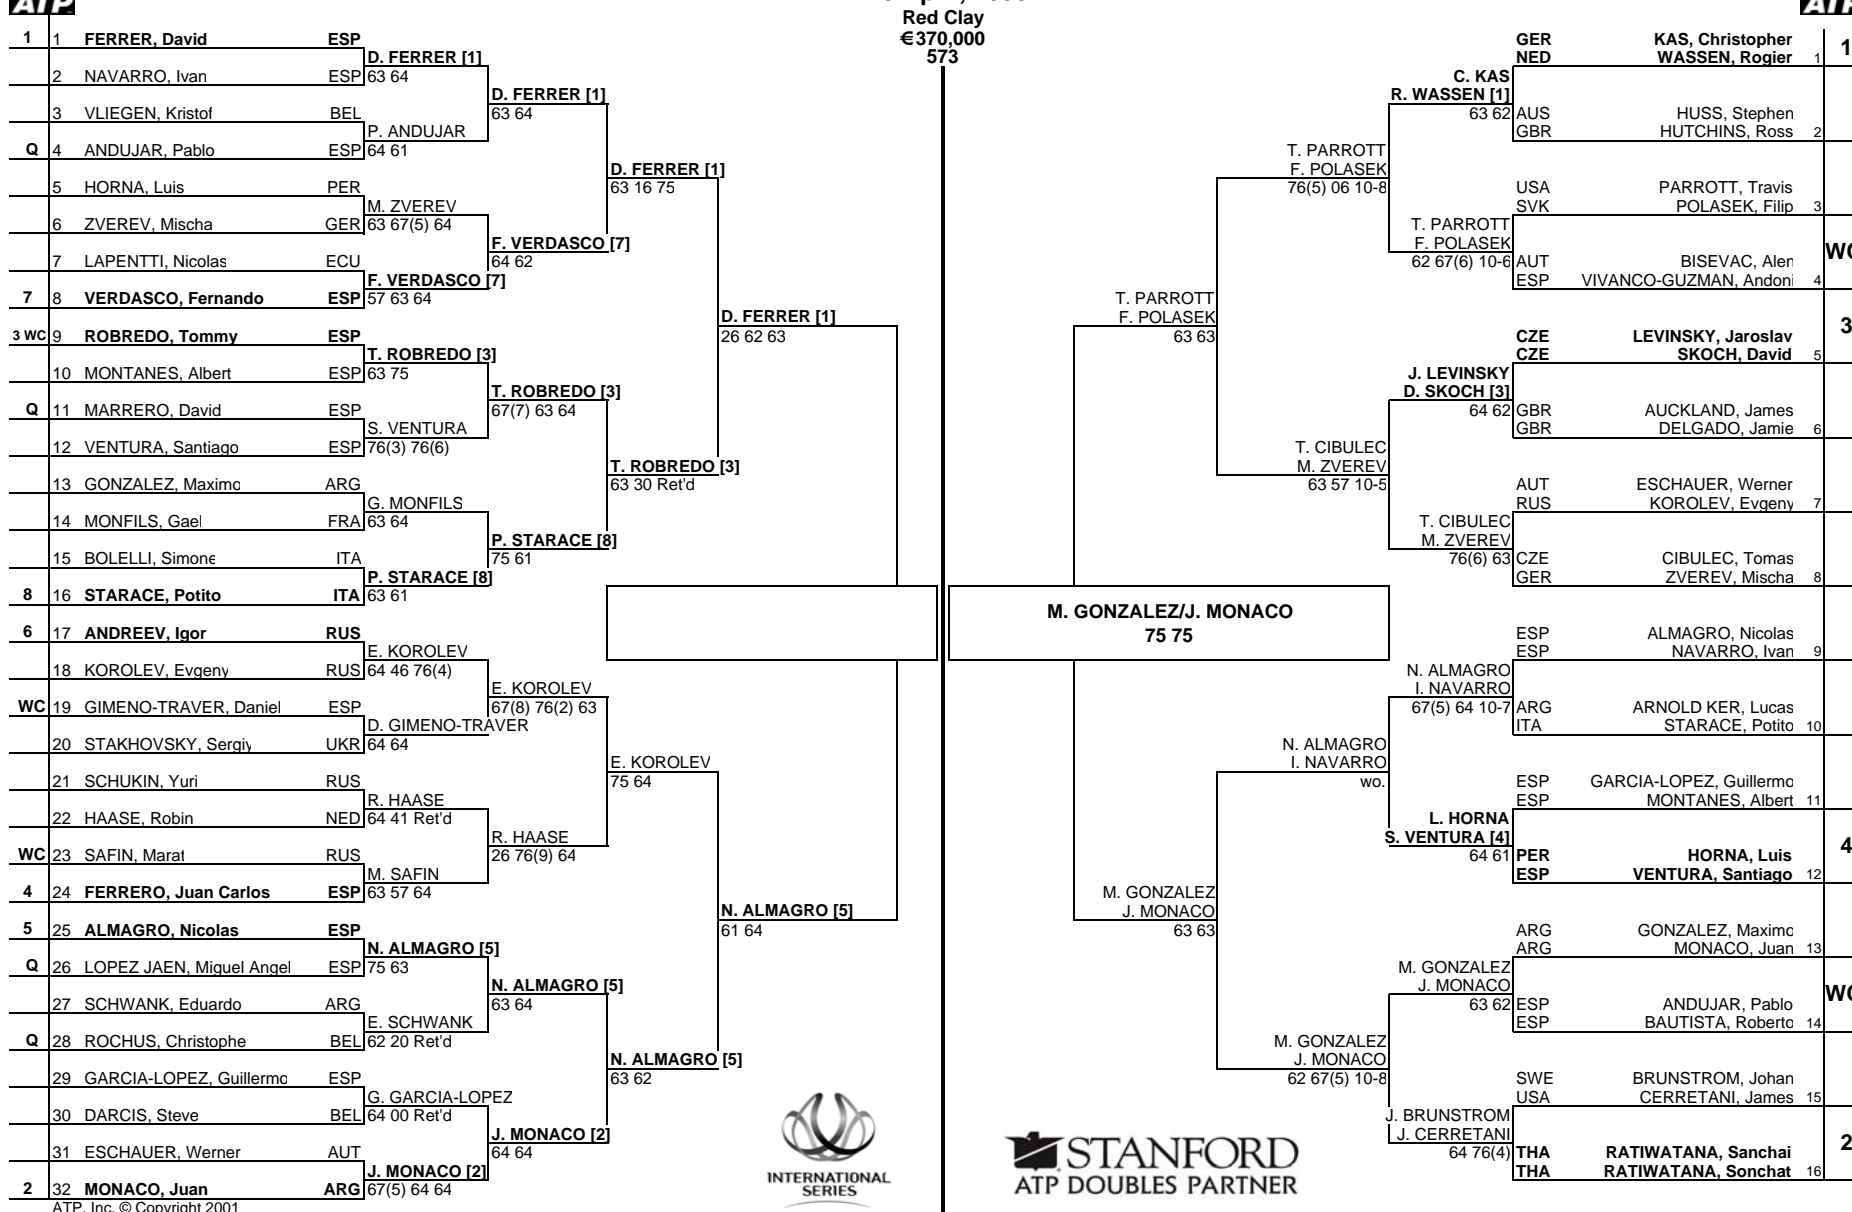 ATP
ATP
Red Clay
€370,000
573
1 1 FERRER, David ESP
D. FERRER [1]
2 NAVARRO, Ivan ESP 63 64
D. FERRER [1]
3 VLIEGEN, Kristof BEL 63 64
P. ANDUJAR
Q 4 ANDUJAR, Pablo ESP 64 61
D. FERRER [1]
5 HORNA, Luis PER 63 16 75
M. ZVEREV
6 ZVEREV, Mischa GER 63 67(5) 64
F. VERDASCO [7]
7 LAPENTTI, Nicolas ECU 64 62
F. VERDASCO [7]
7 8 VERDASCO, Fernando ESP 57 63 64
D. FERRER [1]
3 WC 9 ROBREDO, Tommy ESP 26 62 63
T. ROBREDO [3]
10 MONTANES, Albert ESP 63 75
T. ROBREDO [3]
Q 11 MARRERO, David ESP 67(7) 63 64
S. VENTURA
12 VENTURA, Santiago ESP 76(3) 76(6)
T. ROBREDO [3]
13 GONZALEZ, Maximo ARG 63 30 Ret'd
G. MONFILS
14 MONFILS, Gael FRA 63 64
P. STARACE [8]
15 BOLELLI, Simone ITA 75 61
P. STARACE [8]
8 16 STARACE, Potito ITA 63 61
6 17 ANDREEV, Igor RUS
E. KOROLEV
18 KOROLEV, Evgeny RUS 64 46 76(4)
E. KOROLEV
WC 19 GIMENO-TRAVER, Daniel ESP 67(8) 76(2) 63
D. GIMENO-TRAVER
20 STAKHOVSKY, Sergiy UKR 64 64
E. KOROLEV
21 SCHUKIN, Yuri RUS 75 64
R. HAASE
22 HAASE, Robin NED 64 41 Ret'd
R. HAASE
WC 23 SAFIN, Marat RUS 26 76(9) 64
M. SAFIN
4 24 FERRERO, Juan Carlos ESP 63 57 64
N. ALMAGRO [5]
5 25 ALMAGRO, Nicolas ESP 61 64
N. ALMAGRO [5]
Q 26 LOPEZ JAEN, Miguel Angel ESP 75 63
N. ALMAGRO [5]
27 SCHWANK, Eduardo ARG 63 64
E. SCHWANK
Q 28 ROCHUS, Christophe BEL 62 20 Ret'd
N. ALMAGRO [5]
29 GARCIA-LOPEZ, Guillermo ESP 63 62
G. GARCIA-LOPEZ
30 DARCIS, Steve BEL 64 00 Ret'd
J. MONACO [2]
31 ESCHAUER, Werner AUT 64 64
J. MONACO [2]
2 32 MONACO, Juan ARG 67(5) 64 64
ATP, Inc. © Copyright 2001
INTERNATIONAL
SERIES
GER KAS, Christopher 1
NED WASSEN, Rogier 1
C. KAS
R. WASSEN [1]
63 62 AUS HUSS, Stephen
GBR HUTCHINS, Ross 2
T. PARROTT
F. POLASEK
76(5) 06 10-8 USA PARROTT, Travis
SVK POLASEK, Filip 3
T. PARROTT
F. POLASEK WC
62 67(6) 10-6 AUT BISEVAC, Alen
ESP VIVANCO-GUZMAN, Andoni 4
T. PARROTT
F. POLASEK 3
63 63 CZE LEVINSKY, Jaroslav
CZE SKOCH, David 5
J. LEVINSKY
D. SKOCH [3]
64 62 GBR AUCKLAND, James
GBR DELGADO, Jamie 6
T. CIBULEC
M. ZVEREV
63 57 10-5 AUT ESCHAUER, Werner
RUS KOROLEV, Evgeny 7
T. CIBULEC
M. ZVEREV
76(6) 63 CZE CIBULEC, Tomas
GER ZVEREV, Mischa 8
M. GONZALEZ/J. MONACO
75 75
ESP ALMAGRO, Nicolas
ESP NAVARRO, Ivan 9
N. ALMAGRO
I. NAVARRO
67(5) 64 10-7 ARG ARNOLD KER, Lucas
ITA STARACE, Potito 10
N. ALMAGRO
I. NAVARRO
wo. ESP GARCIA-LOPEZ, Guillermo
ESP MONTANES, Albert 11
L. HORNA
S. VENTURA [4] 4
64 61 PER HORNA, Luis
ESP VENTURA, Santiago 12
M. GONZALEZ
J. MONACO
63 63 ARG GONZALEZ, Maximo
ARG MONACO, Juan 13
M. GONZALEZ
J. MONACO WC
63 62 ESP ANDUJAR, Pablo
ESP BAUTISTA, Roberto 14
M. GONZALEZ
J. MONACO
62 67(5) 10-8 SWE BRUNSTROM, Johan
USA CERRETANI, James 15
J. BRUNSTROM
J. CERRETANI 2
64 76(4) THA RATIWATANA, Sanchai
THA RATIWATANA, Sonchat 16
STANFORD
ATP DOUBLES PARTNER